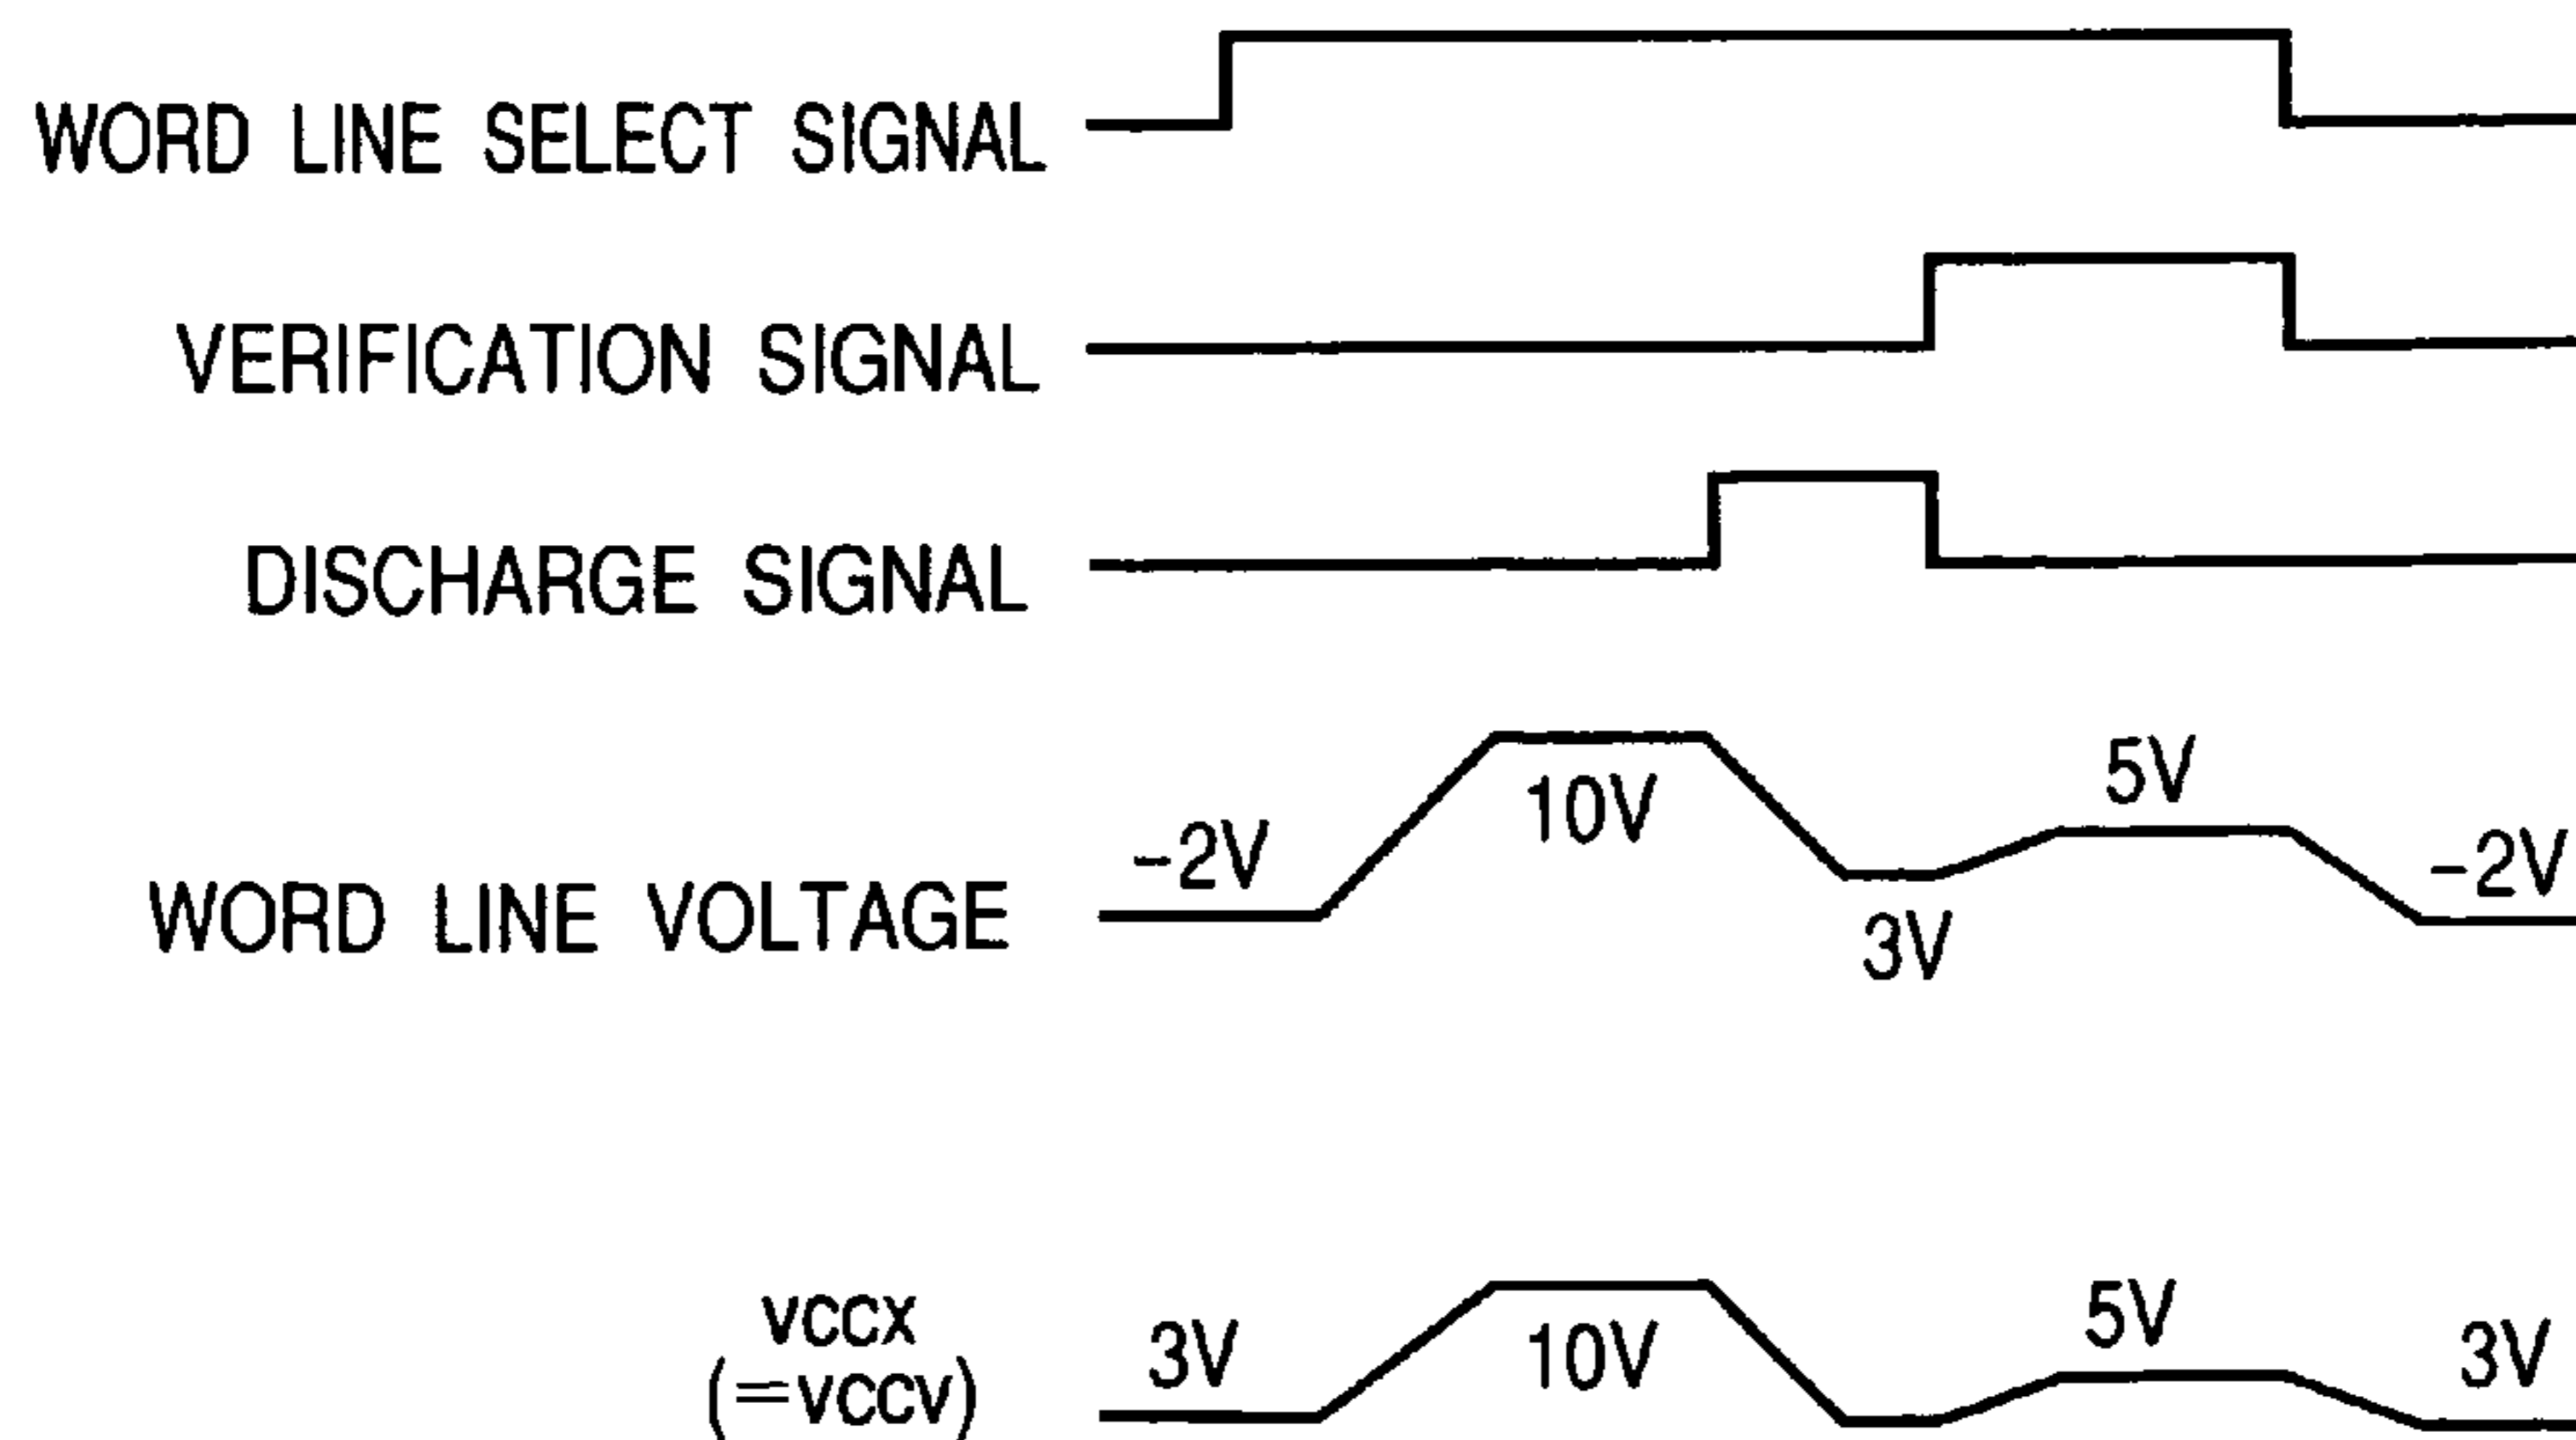 WORD LINE SELECT SIGNAL
VERIFICATION SIGNAL
DISCHARGE SIGNAL
WORD LINE VOLTAGE
-2V
10V
3V
5V
-2V
VCCX
(=VCCV)
3V
10V
5V
3V